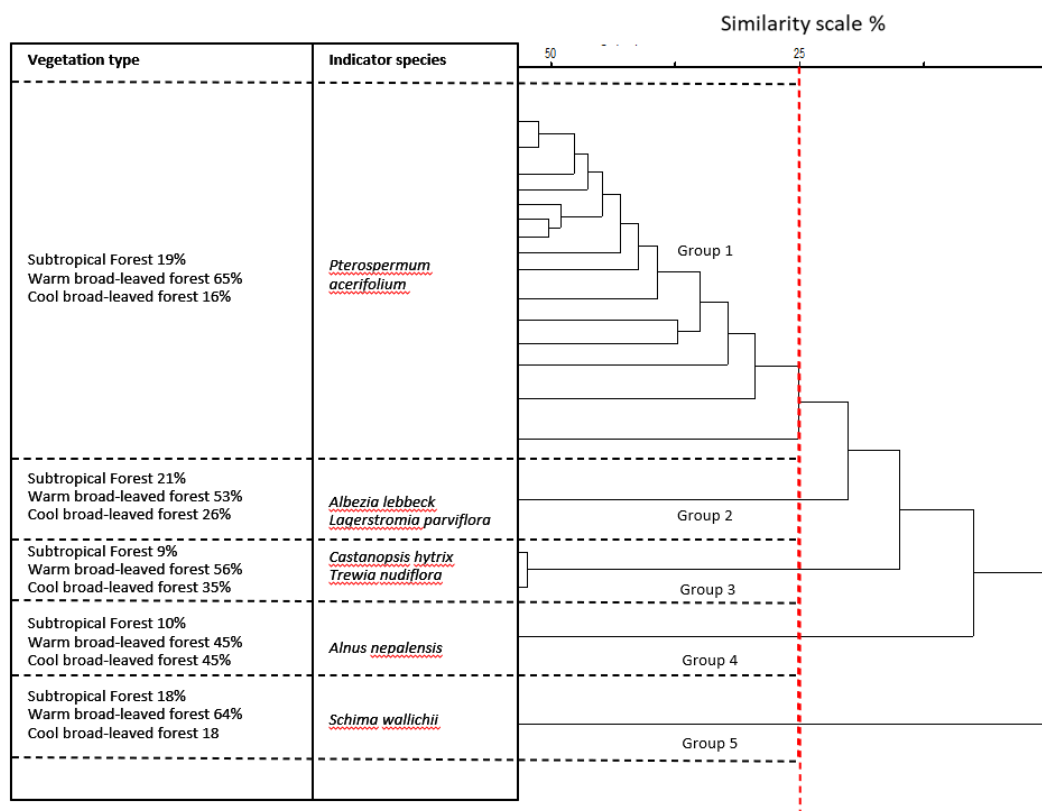 Similarity scale %
Vegetation type
Indicator species
50
25
Subtropical Forest 19%
Warm broad-leaved forest 65%
Cool broad-leaved forest 16%
Pterospermum
acerifolium
Group 1
Subtropical Forest 21%
Warm broad-leaved forest 53%
Cool broad-leaved forest 26%
Albezia lebbeck
Lagerstromia parviflora
Group 2
Subtropical Forest 9%
Warm broad-leaved forest 56%
Cool broad-leaved forest 35%
Castanopsis hytrix
Trewia nudiflora
Group 3
Subtropical Forest 10%
Warm broad-leaved forest 45%
Cool broad-leaved forest 45%
Alnus nepalensis
Group 4
Subtropical Forest 18%
Warm broad-leaved forest 64%
Cool broad-leaved forest 18
Schima wallichii
Group 5